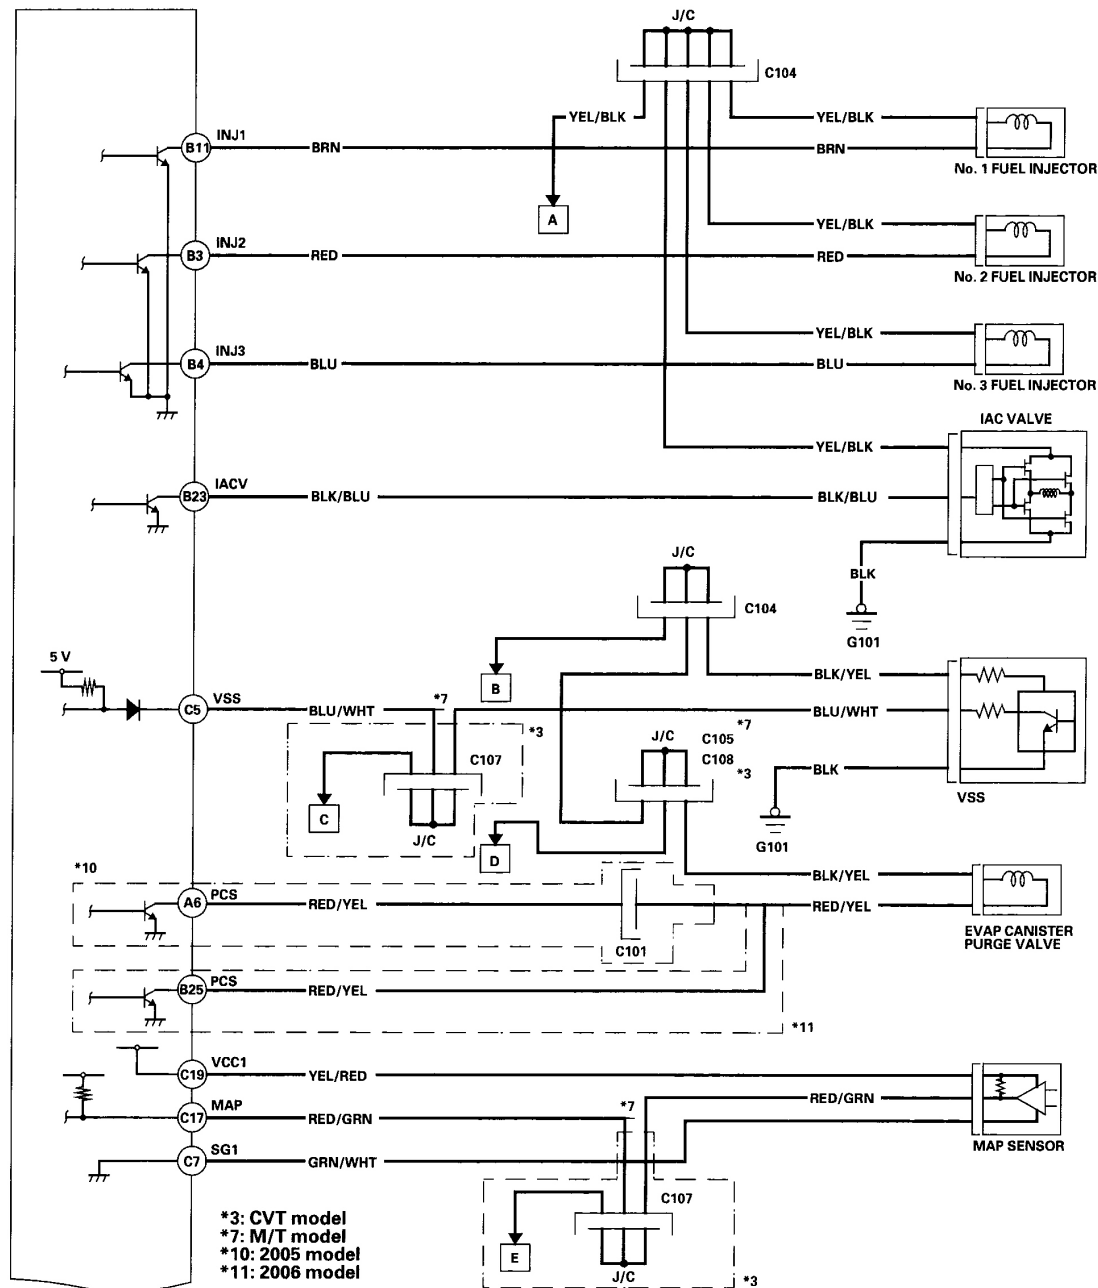 J/C
C104
YEL/BLK
YEL/BLK
INJ1
B11
BRN
BRN
No. 1 FUEL INJECTOR
A
YEL/BLK
INJ2
B3
RED
RED
No. 2 FUEL INJECTOR
YEL/BLK
INJ3
B4
BLU
BLU
No. 3 FUEL INJECTOR
IAC VALVE
YEL/BLK
IACV
B23
BLK/BLU
BLK/BLU
BLK
G101
J/C
C104
5 V
B
BLK/YEL
VSS
C5
BLU/WHT
*7
BLU/WHT
*7
*3
J/C
C105
C108
*3
C107
BLK
VSS
C
J/C
D
G101
*10
BLK/YEL
PCS
A6
RED/YEL
RED/YEL
C101
EVAP CANISTER
PURGE VALVE
PCS
B25
RED/YEL
*11
VCC1
C19
YEL/RED
MAP
C17
RED/GRN
*7
RED/GRN
MAP SENSOR
SG1
C7
GRN/WHT
C107
E
J/C
*3
*3: CVT model
*7: M/T model
*10: 2005 model
*11: 2006 model